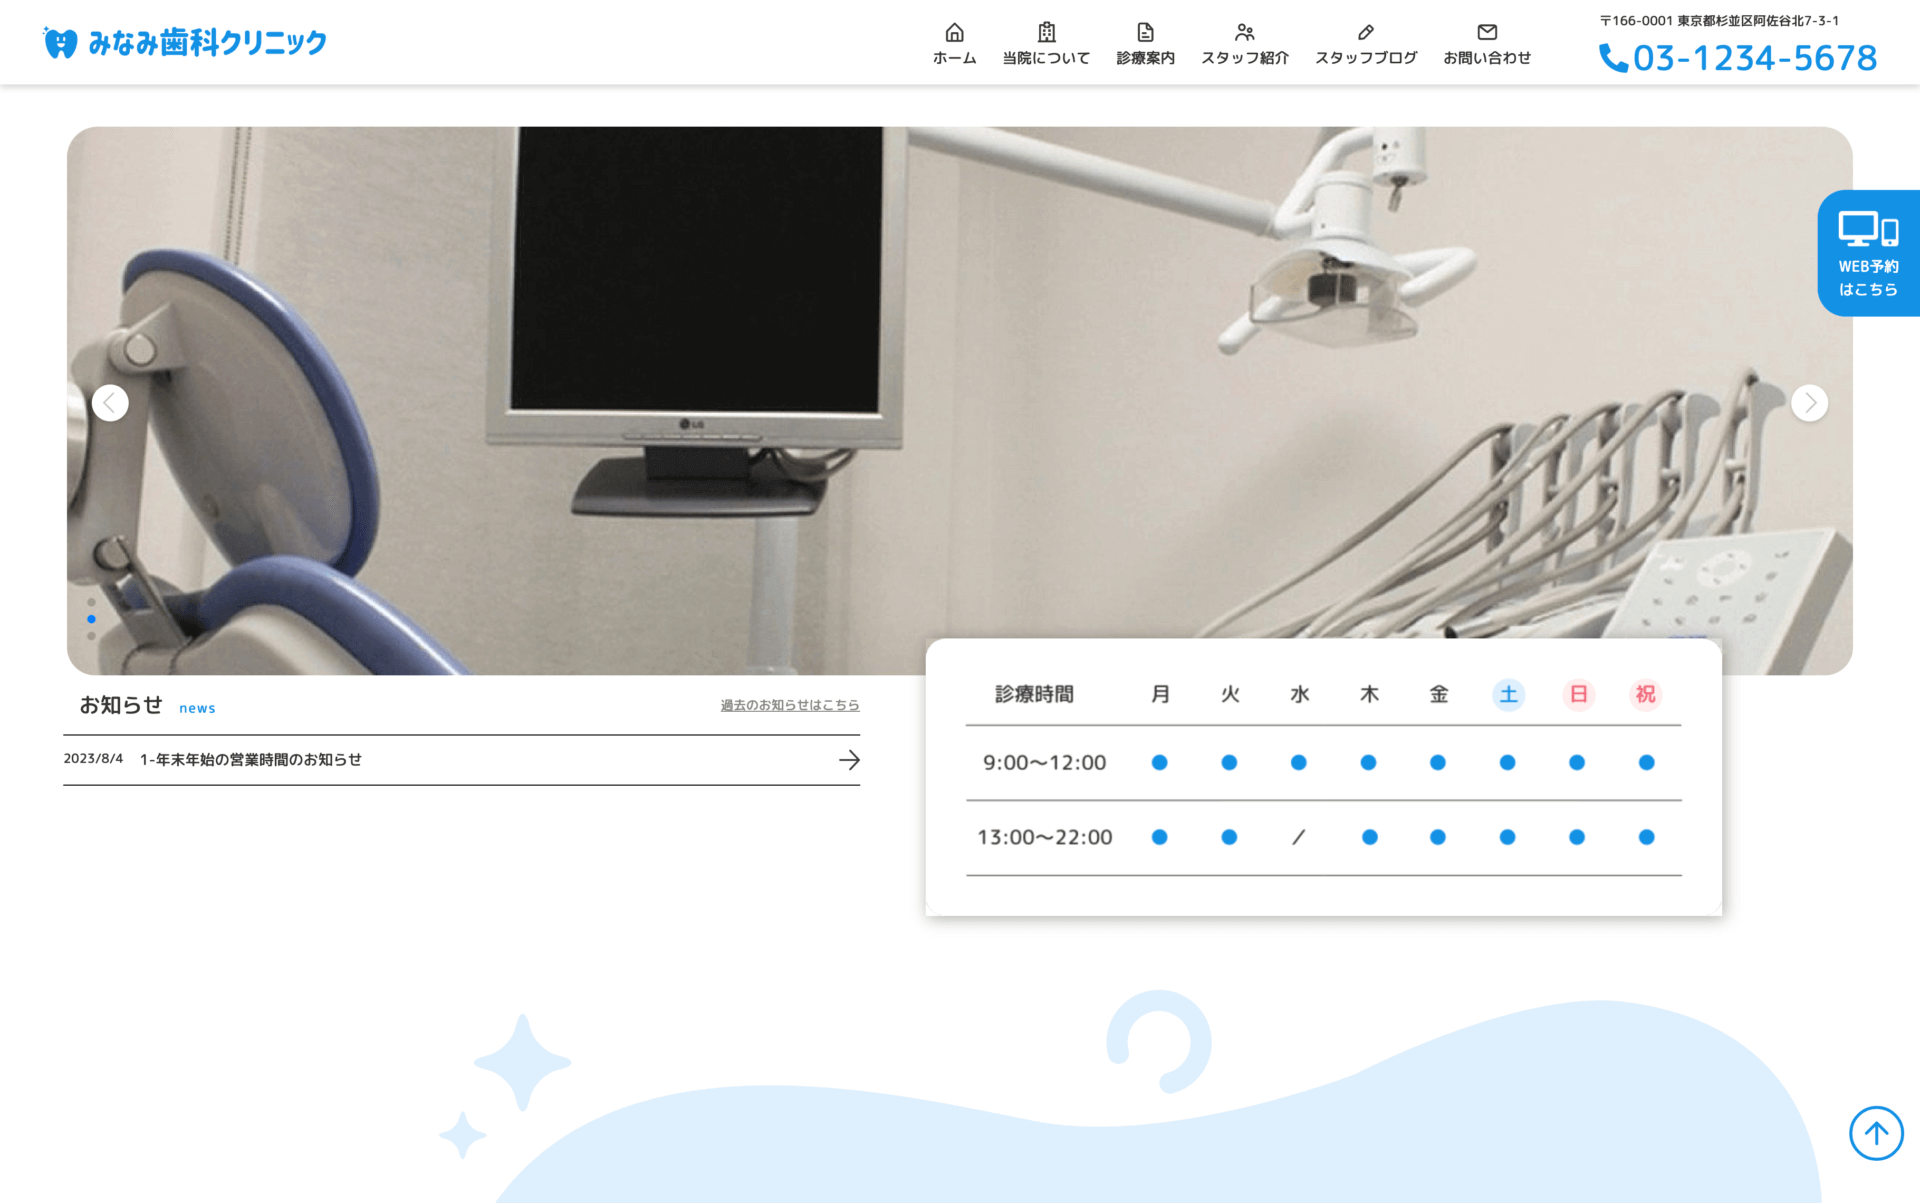 みなみ歯科クリニック
ホーム
当院について
診療案内
スタッフ紹介
スタッフブログ
お問い合わせ
〒166-0001 東京都杉並区阿佐谷北7-3-1
03-1234-5678
LG
WEB予約
はこちら
お知らせ news
過去のお知らせはこちら
2023/8/4 1-年末年始の営業時間のお知らせ
診療時間 月 火 水 木 金 土 日 祝
9:00〜12:00 ● ● ● ● ● ● ● ●
13:00〜22:00 ● ● / ● ● ● ● ●